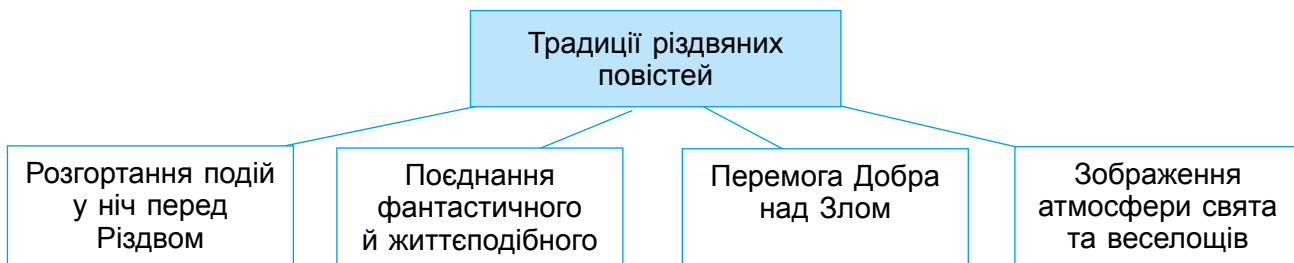 Традиції різдвяних
повістей
Розгортання подій
у ніч перед
Різдвом
Поєднання
фантастичного
й життєподібного
Перемога Добра
над Злом
Зображення
атмосфери свята
та веселощів